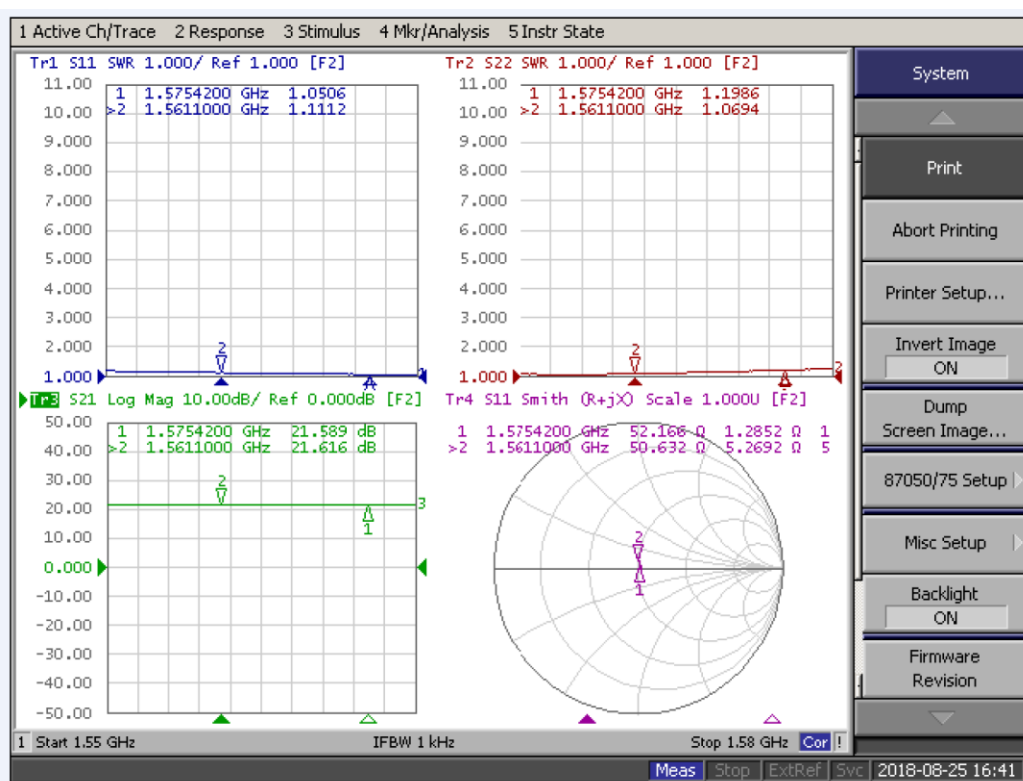 1 Active Ch/Trace 2 Response 3 Stimulus 4 Mkr/Analysis 5 Instr State
Tr1 S11 SWR 1.000/ Ref 1.000 [F2]
11.00
10.00
9.000
8.000
7.000
6.000
5.000
4.000
3.000
2.000
1.000
1 1.5754200 GHz 1.0506
>2 1.5611000 GHz 1.1112
2
1
Tr2 S22 SWR 1.000/ Ref 1.000 [F2]
11.00
10.00
9.000
8.000
7.000
6.000
5.000
4.000
3.000
2.000
1.000
1 1.5754200 GHz 1.1986
>2 1.5611000 GHz 1.0694
2
2
Tr3 S21 Log Mag 10.00dB/ Ref 0.000dB [F2]
50.00
40.00
30.00
20.00
10.00
0.000
-10.00
-20.00
-30.00
-40.00
-50.00
1 1.5754200 GHz 21.589 dB
>2 1.5611000 GHz 21.616 dB
2
3
1
Tr4 S11 Smith (R+jX) Scale 1.000U [F2]
1 1.5754200 GHz 52.166 Ω 1.2852 Ω 1
>2 1.5611000 GHz 50.632 Ω 5.2692 Ω 5
2
1
1 Start 1.55 GHz IFBW 1 kHz Stop 1.58 GHz Cor !
System
Print
Abort Printing
Printer Setup...
Invert Image
ON
Dump
Screen Image...
87050/75 Setup
Misc Setup
Backlight
ON
Firmware
Revision
Meas Stop ExtRef Svc 2018-08-25 16:41